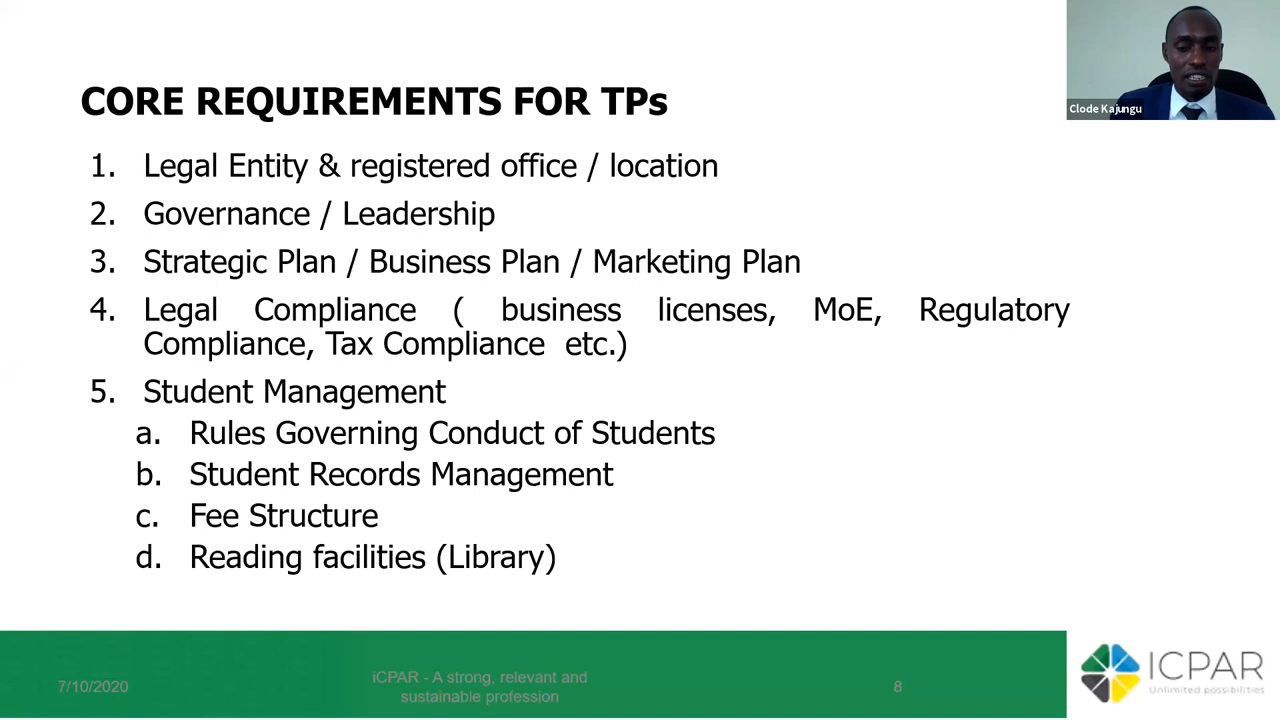 Clode Kajungu
CORE REQUIREMENTS FOR TPs
1. Legal Entity & registered office / location
2. Governance / Leadership
3. Strategic Plan / Business Plan / Marketing Plan
4. Legal Compliance ( business licenses, MoE, Regulatory
Compliance, Tax Compliance etc.)
5. Student Management
a. Rules Governing Conduct of Students
b. Student Records Management
c. Fee Structure
d. Reading facilities (Library)
7/10/2020
iCPAR - A strong, relevant and
sustainable profession
8
ICPAR
Unlimited possibilities